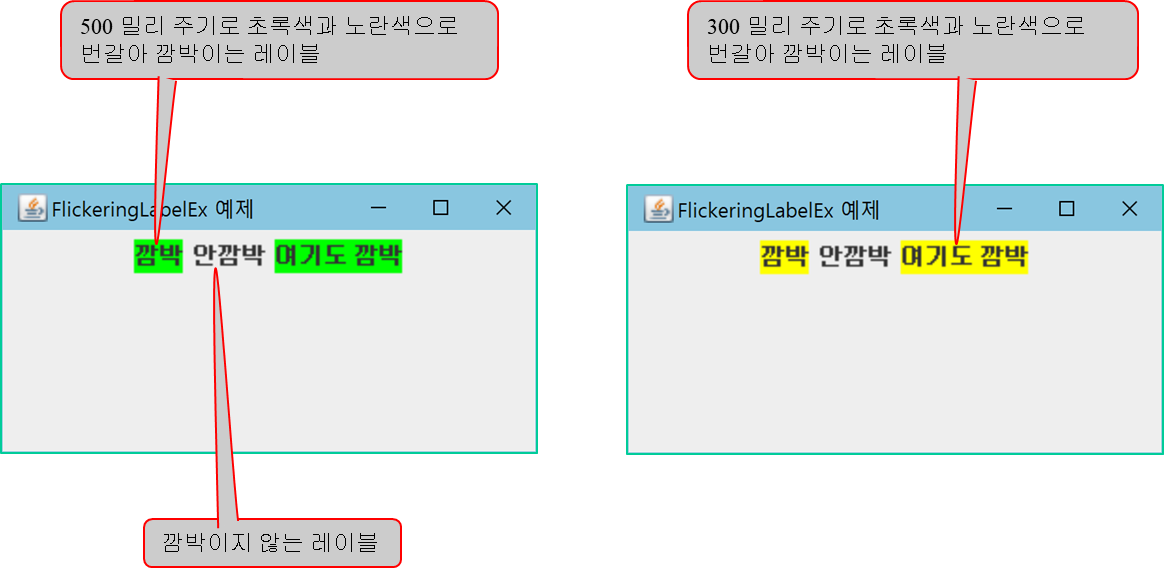 500 밀리 주기로 초록색과 노란색으로
번갈아 깜박이는 레이블
300 밀리 주기로 초록색과 노란색으로
번갈아 깜박이는 레이블
FlickeringLabelEx 예제
깜박 안깜박 여기도 깜박
FlickeringLabelEx 예제
깜박 안깜박 여기도 깜박
깜박이지 않는 레이블